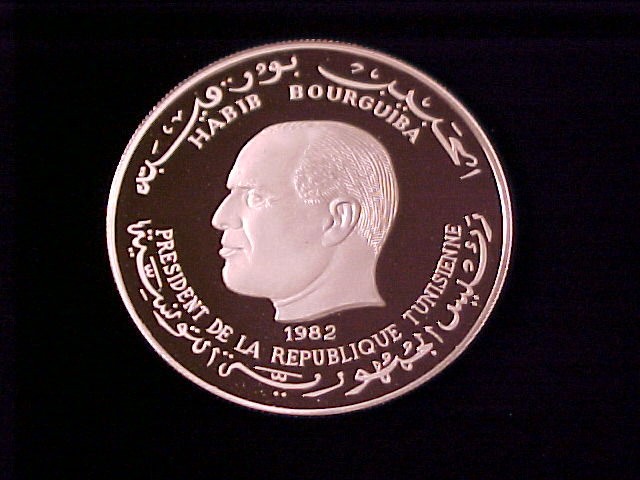 الحبيب بورقيبة
HABIB BOURGUIBA
1982
PRESIDENT DE LA REPUBLIQUE TUNISIENNE
رئيس الجمهورية التونسية